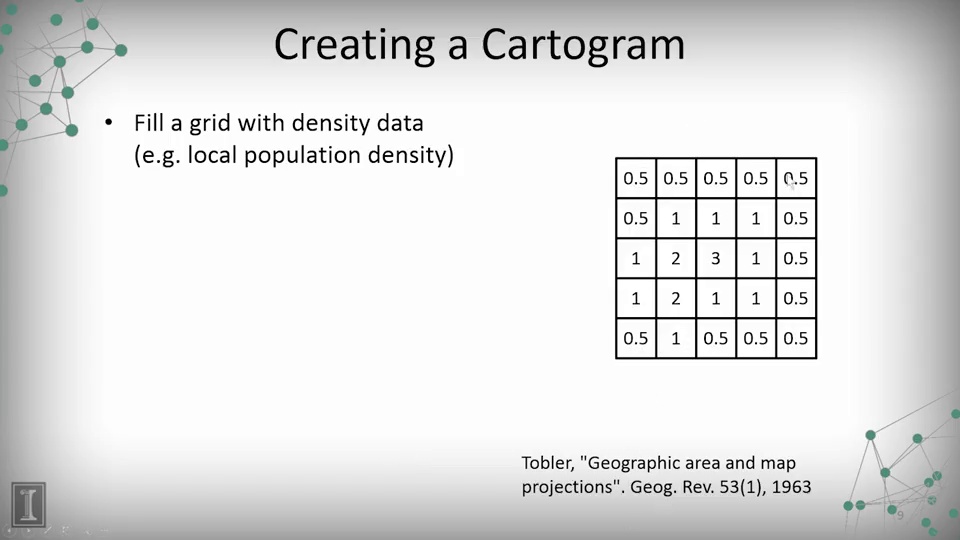 Creating a Cartogram
• Fill a grid with density data
(e.g. local population density)
0.5 0.5 0.5 0.5 0.5
0.5 1 1 1 0.5
1 2 3 1 0.5
1 2 1 1 0.5
0.5 1 0.5 0.5 0.5
Tobler, "Geographic area and map
projections". Geog. Rev. 53(1), 1963
I
9